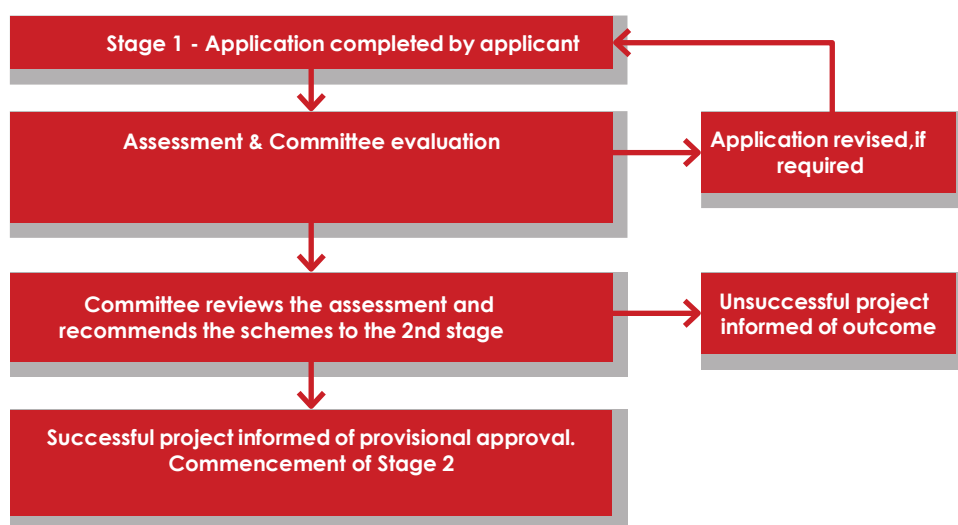 Stage 1 - Application completed by applicant
Assessment & Committee evaluation
Application revised,if
required
Committee reviews the assessment and
recommends the schemes to the 2nd stage
Unsuccessful project
informed of outcome
Successful project informed of provisional approval.
Commencement of Stage 2